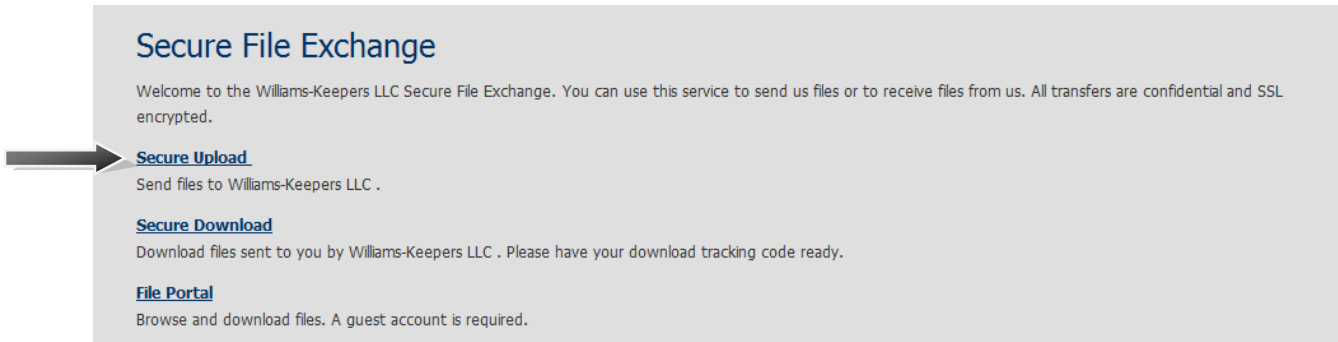 Secure File Exchange
Welcome to the Williams-Keepers LLC Secure File Exchange. You can use this service to send us files or to receive files from us. All transfers are confidential and SSL
encrypted.
Secure Upload
Send files to Williams-Keepers LLC .
Secure Download
Download files sent to you by Williams-Keepers LLC . Please have your download tracking code ready.
File Portal
Browse and download files. A guest account is required.